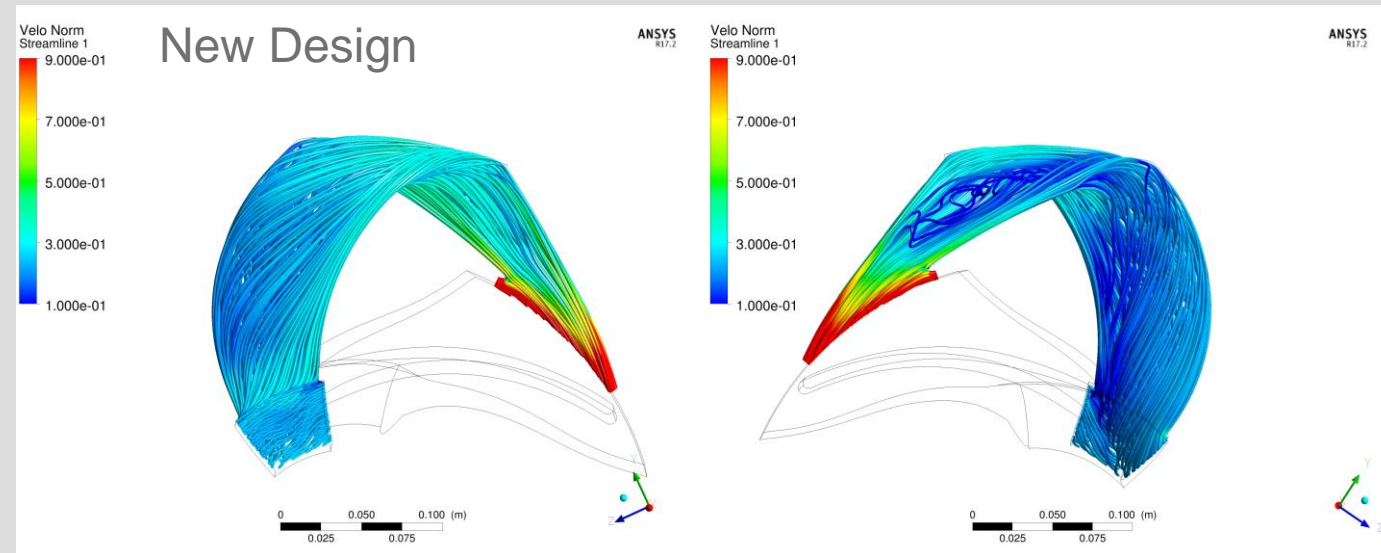 New Design
Velo Norm
Streamline 1
9.000e-01
7.000e-01
5.000e-01
3.000e-01
1.000e-01
ANSYS
R17.2
0 0.050 0.100 (m)
0.025 0.075
Y
Z
Velo Norm
Streamline 1
9.000e-01
7.000e-01
5.000e-01
3.000e-01
1.000e-01
ANSYS
R17.2
0 0.050 0.100 (m)
0.025 0.075
Y
Z